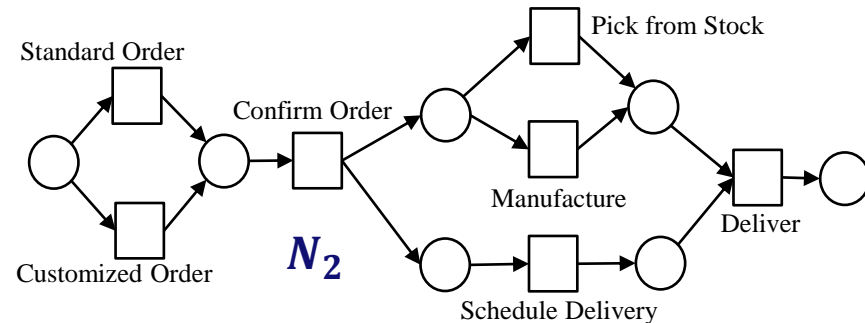 Pick from Stock
Standard Order
Confirm Order
Manufacture
Deliver
N₂
Customized Order
Schedule Delivery